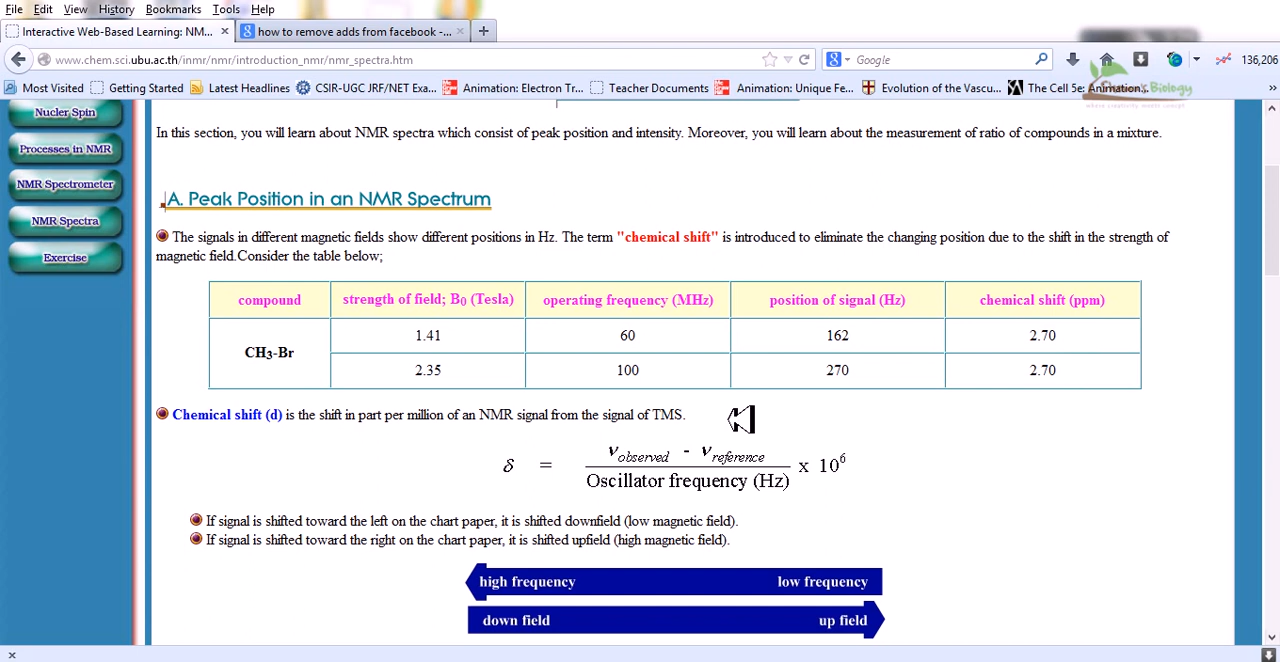 File Edit View History Bookmarks Tools Help
Interactive Web-Based Learning: NM... × how to remove adds from facebook -... × +
www.chem.sci.ubu.ac.th/inmr/nmr/introduction_nmr/nmr_spectra.htm Google 136,206
Most Visited Getting Started Latest Headlines CSIR-UGC JRF/NET Exa... Animation: Electron Tr... Teacher Documents Animation: Unique Fe... Evolution of the Vascu... The Cell 5e: Animation... »
Nucler Spin
Processes in NMR
NMR Spectrometer
NMR Spectra
Exercise
In this section, you will learn about NMR spectra which consist of peak position and intensity. Moreover, you will learn about the measurement of ratio of compounds in a mixture.
A. Peak Position in an NMR Spectrum
The signals in different magnetic fields show different positions in Hz. The term "chemical shift" is introduced to eliminate the changing position due to the shift in the strength of
magnetic field.Consider the table below;
compound strength of field; B0 (Tesla) operating frequency (MHz) position of signal (Hz) chemical shift (ppm)
CH3-Br 1.41 60 162 2.70
2.35 100 270 2.70
Chemical shift (d) is the shift in part per million of an NMR signal from the signal of TMS.
δ = (ν observed - ν reference) / Oscillator frequency (Hz) x 10^6
If signal is shifted toward the left on the chart paper, it is shifted downfield (low magnetic field).
If signal is shifted toward the right on the chart paper, it is shifted upfield (high magnetic field).
high frequency low frequency
down field up field